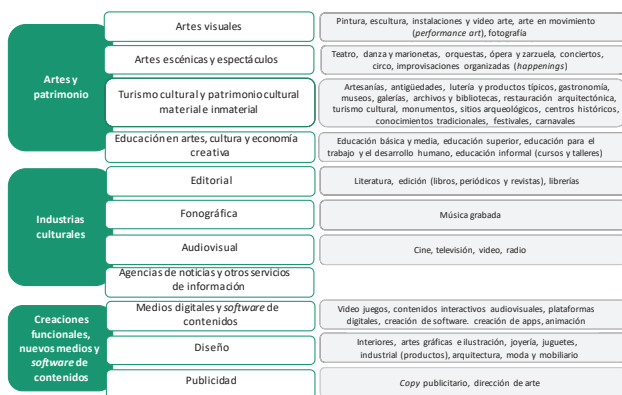 Artes y
patrimonio
Artes visuales
Pintura, escultura, instalaciones y video arte, arte en movimiento
(performance art), fotografía
Artes escénicas y espectáculos
Teatro, danza y marionetas, orquestas, ópera y zarzuela, conciertos,
circo, improvisaciones organizadas (happenings)
Turismo cultural y patrimonio cultural
material e inmaterial
Artesanías, antigüedades, lutería y productos típicos, gastronomía,
museos, galerías, archivos y bibliotecas, restauración arquitectónica,
turismo cultural, monumentos, sitios arqueológicos, centros históricos,
conocimientos tradicionales, festivales, carnavales
Educación en artes, cultura y economía
creativa
Educación básica y media, educación superior, educación para el
trabajo y el desarrollo humano, educación informal (cursos y talleres)
Industrias
culturales
Editorial
Literatura, edición (libros, periódicos y revistas), librerías
Fonográfica
Música grabada
Audiovisual
Cine, televisión, video, radio
Agencias de noticias y otros servicios
de información
Creaciones
funcionales,
nuevos medios y
software de
contenidos
Medios digitales y software de
contenidos
Video juegos, contenidos interactivos audiovisuales, plataformas
digitales, creación de software. creación de apps, animación
Diseño
Interiores, artes gráficas e ilustración, joyería, juguetes,
industrial (productos), arquitectura, moda y mobiliario
Publicidad
Copy publicitario, dirección de arte